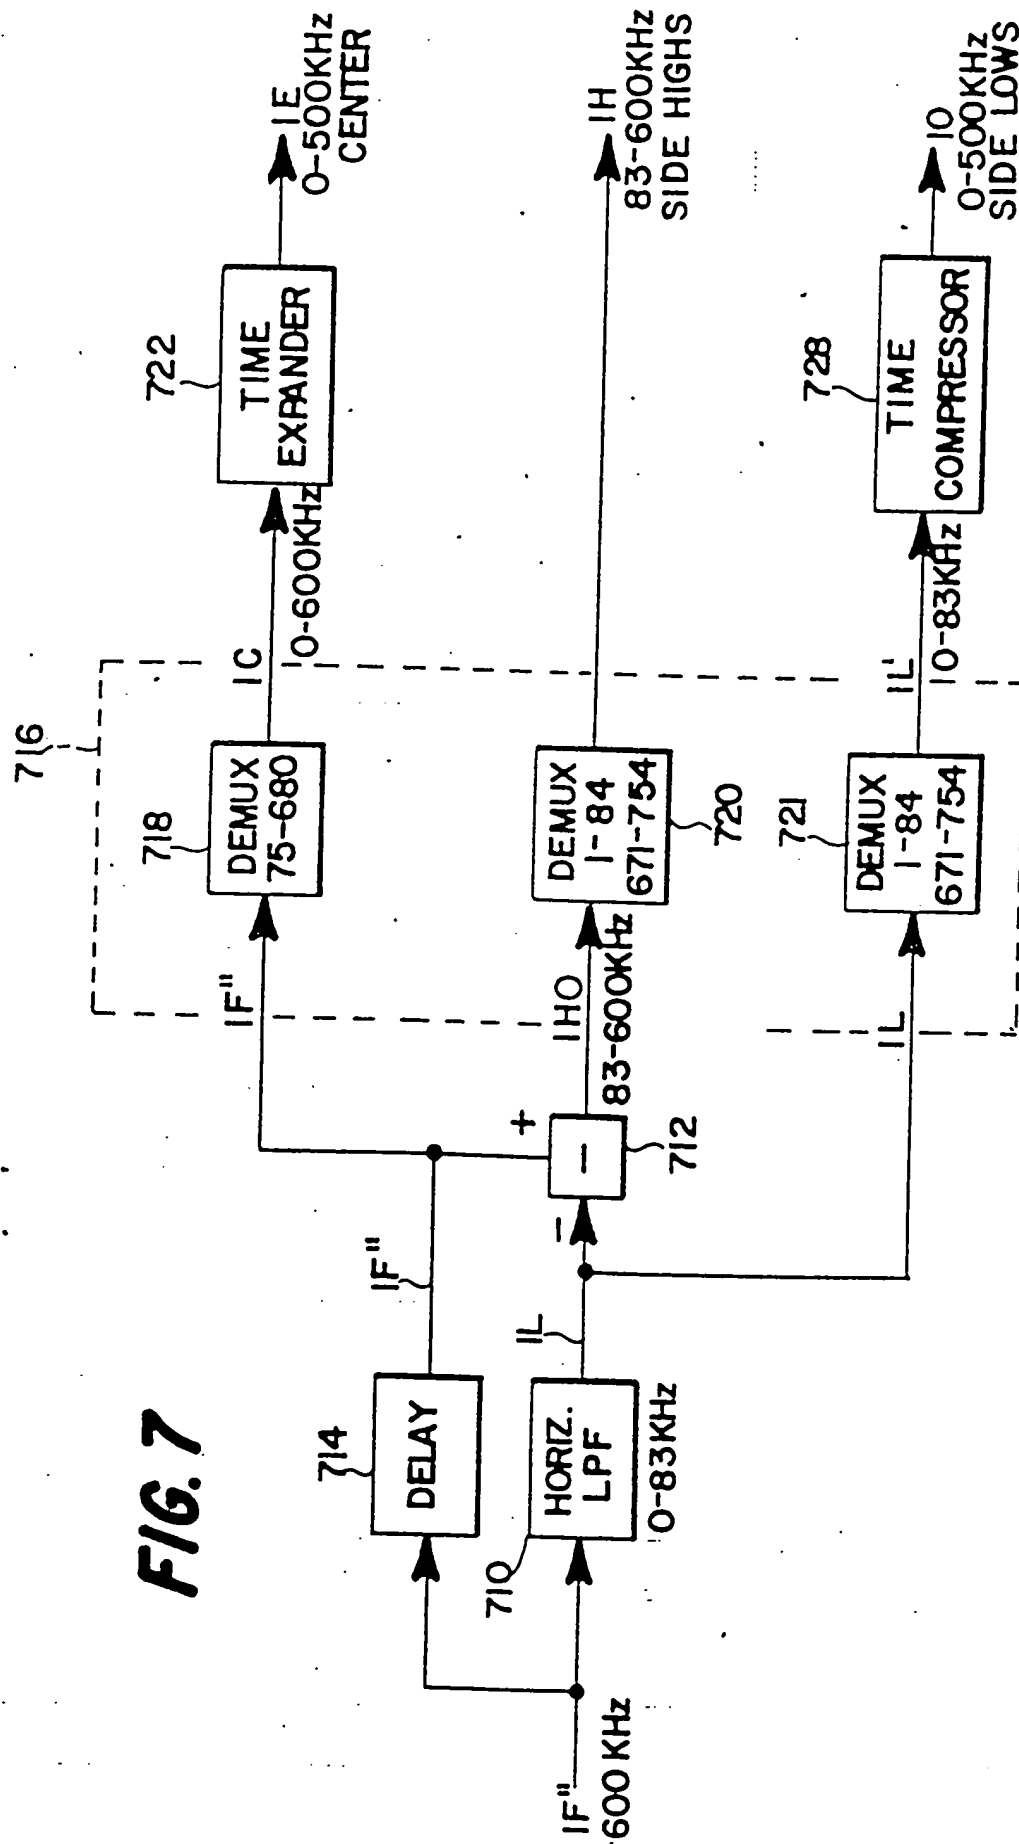 FIG. 7
IF"
600 KHz
714
DELAY
IF"
710
HORIZ.
LPF
0-83KHz
IL
+
−
−
712
716
IF"
718
DEMUX
75-680
IC
0-600KHz
722
TIME
EXPANDER
IE
0-500KHz
CENTER
IHO
83-600KHz
DEMUX
1-84
671-754
720
IH
83-600KHz
SIDE HIGHS
IL
721
DEMUX
1-84
671-754
IL'
0-83KHz
728
TIME
COMPRESSOR
IO
0-500KHz
SIDE LOWS